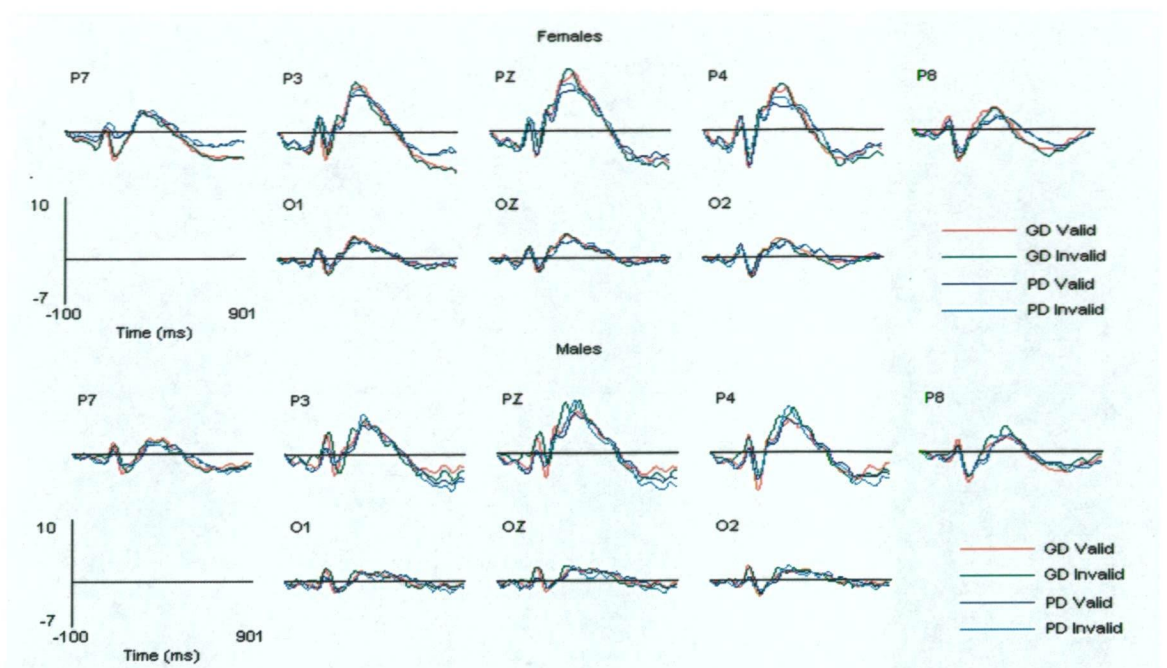 Females
P7 P3 PZ P4 P8
10 O1 OZ O2
GD Valid
GD Invalid
PD Valid
-7 PD Invalid
-100 901
Time (ms)
Males
P7 P3 PZ P4 P8
10 O1 OZ O2
GD Valid
GD Invalid
PD Valid
-7 PD Invalid
-100 901
Time (ms)